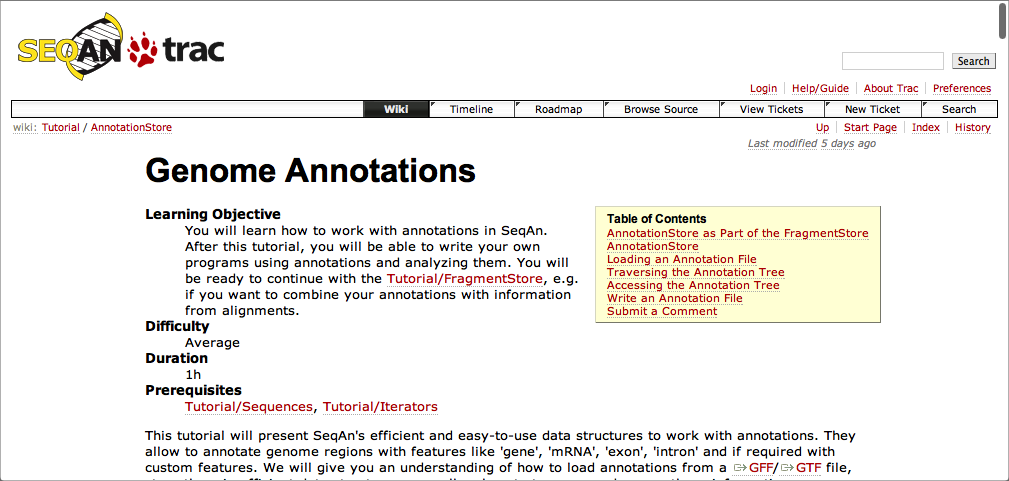 SEQAN trac
Search
Login Help/Guide About Trac Preferences
Wiki Timeline Roadmap Browse Source View Tickets New Ticket Search
wiki: Tutorial / AnnotationStore
Up Start Page Index History
Last modified 5 days ago
Genome Annotations
Learning Objective
You will learn how to work with annotations in SeqAn.
After this tutorial, you will be able to write your own
programs using annotations and analyzing them. You will
be ready to continue with the Tutorial/FragmentStore, e.g.
if you want to combine your annotations with information
from alignments.
Difficulty
Average
Duration
1h
Prerequisites
Tutorial/Sequences, Tutorial/Iterators
Table of Contents
AnnotationStore as Part of the FragmentStore
AnnotationStore
Loading an Annotation File
Traversing the Annotation Tree
Accessing the Annotation Tree
Write an Annotation File
Submit a Comment
This tutorial will present SeqAn's efficient and easy-to-use data structures to work with annotations. They
allow to annotate genome regions with features like 'gene', 'mRNA', 'exon', 'intron' and if required with
custom features. We will give you an understanding of how to load annotations from a GFF/ GTF file,